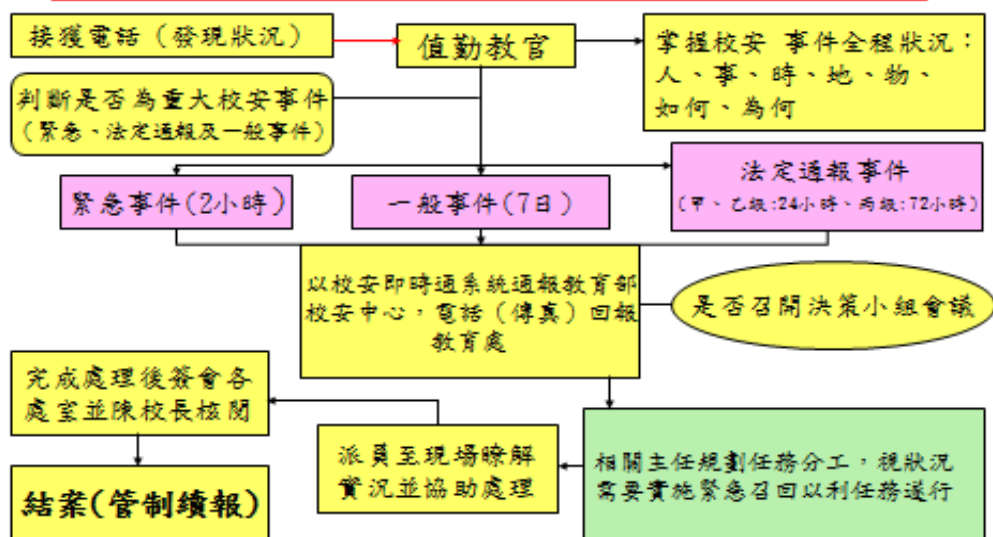 接獲電話（發現狀況）
值勤教官
掌握校安 事件全程狀況：
人、事、時、地、物、
如何、為何
判斷是否為重大校安事件
（緊急、法定通報及一般事件）
緊急事件(2小時)
一般事件(7日)
法定通報事件
(甲、乙級:24小時、丙級:72小時)
以校安即時通系統通報教育部
校安中心，電話（傳真）回報
教育處
是否召開決策小組會議
完成處理後簽會各
處室並陳校長核閱
派員至現場瞭解
實況並協助處理
相關主任規劃任務分工，視狀況
需要實施緊急召回以利任務遂行
結案(管制續報)